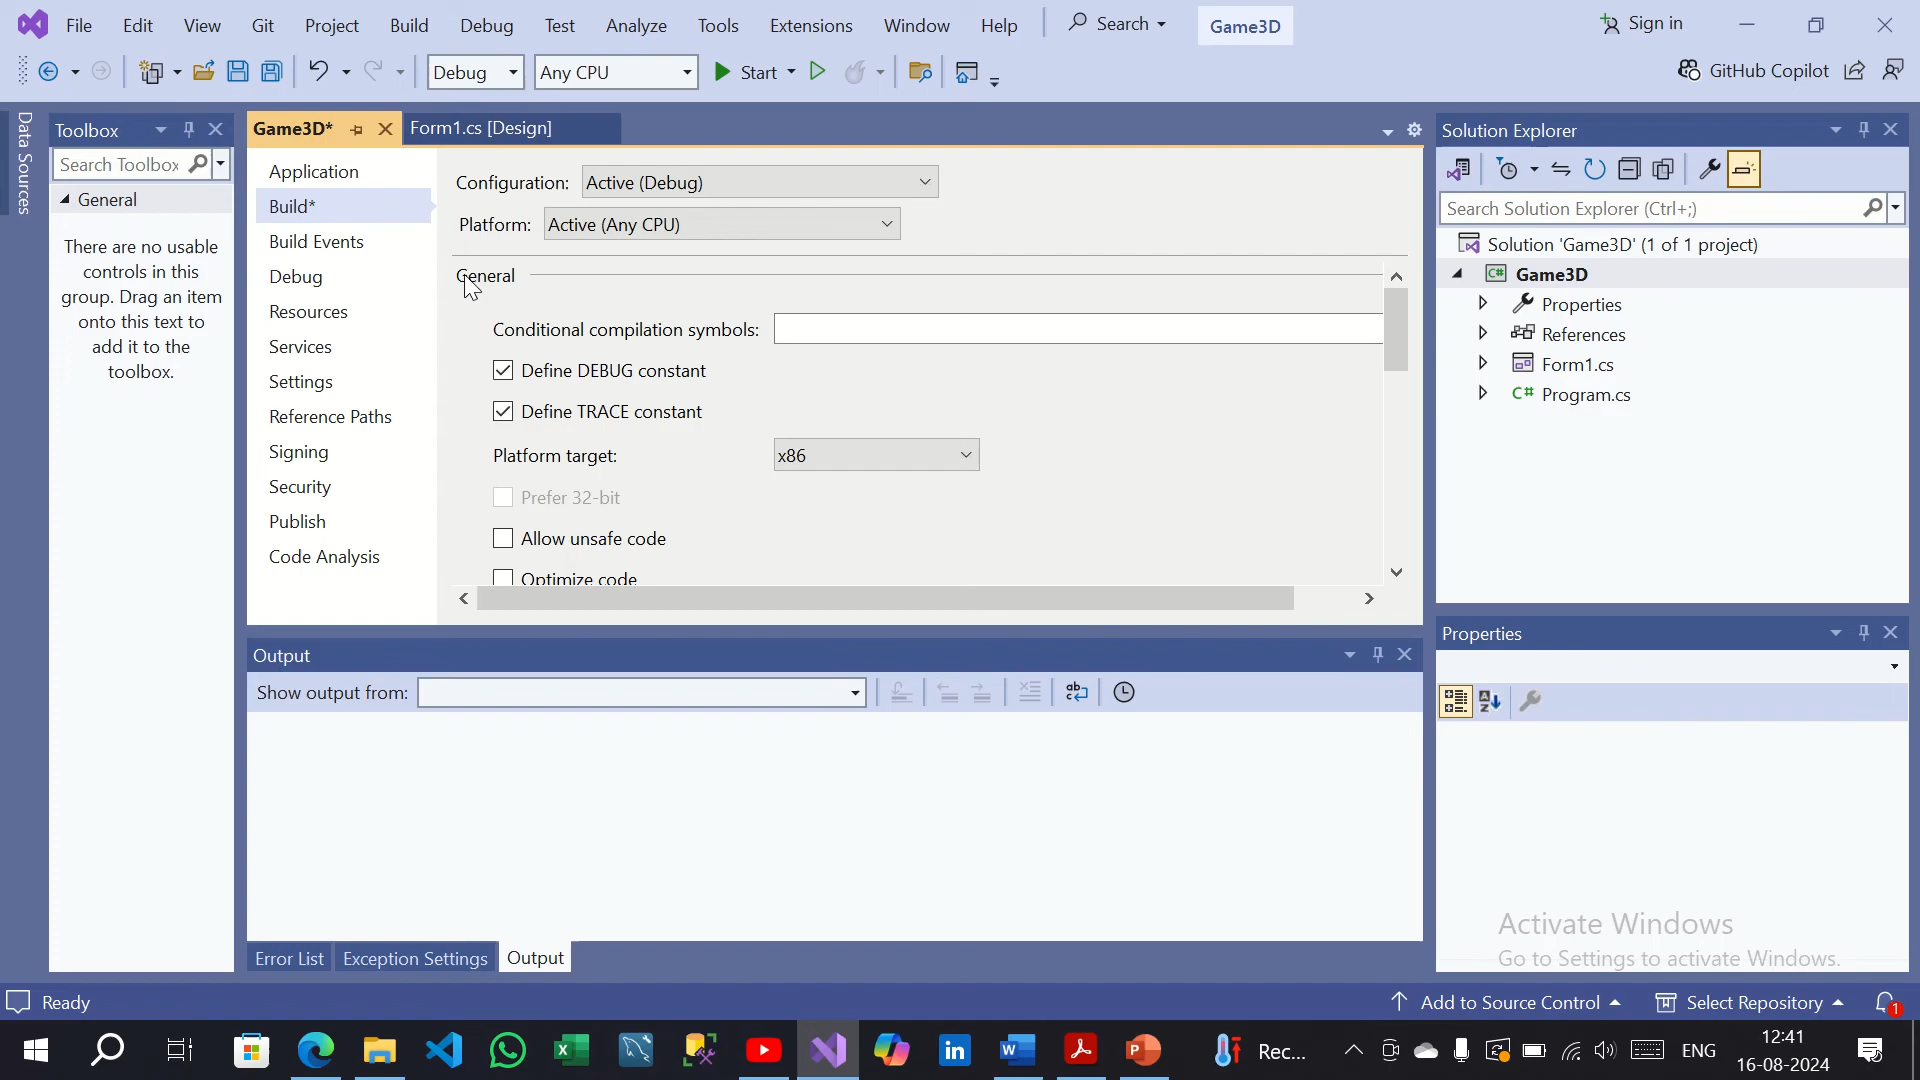 File Edit View Git Project Build Debug Test Analyze Tools Extensions Window Help Search Game3D Sign in
Debug Any CPU Start GitHub Copilot
Data Sources
Toolbox
Search Toolbox
General
There are no usable
controls in this
group. Drag an item
onto this text to
add it to the
toolbox.
Game3D* Form1.cs [Design]
Application
Build*
Build Events
Debug
Resources
Services
Settings
Reference Paths
Signing
Security
Publish
Code Analysis
Configuration: Active (Debug)
Platform: Active (Any CPU)
General
Conditional compilation symbols:
Define DEBUG constant
Define TRACE constant
Platform target: x86
Prefer 32-bit
Allow unsafe code
Optimize code
Output
Show output from:
Error List Exception Settings Output
Solution Explorer
Search Solution Explorer (Ctrl+;)
Solution 'Game3D' (1 of 1 project)
C# Game3D
Properties
References
Form1.cs
C# Program.cs
Properties
Activate Windows
Go to Settings to activate Windows.
Ready Add to Source Control Select Repository 1
Rec... ENG 12:41
16-08-2024